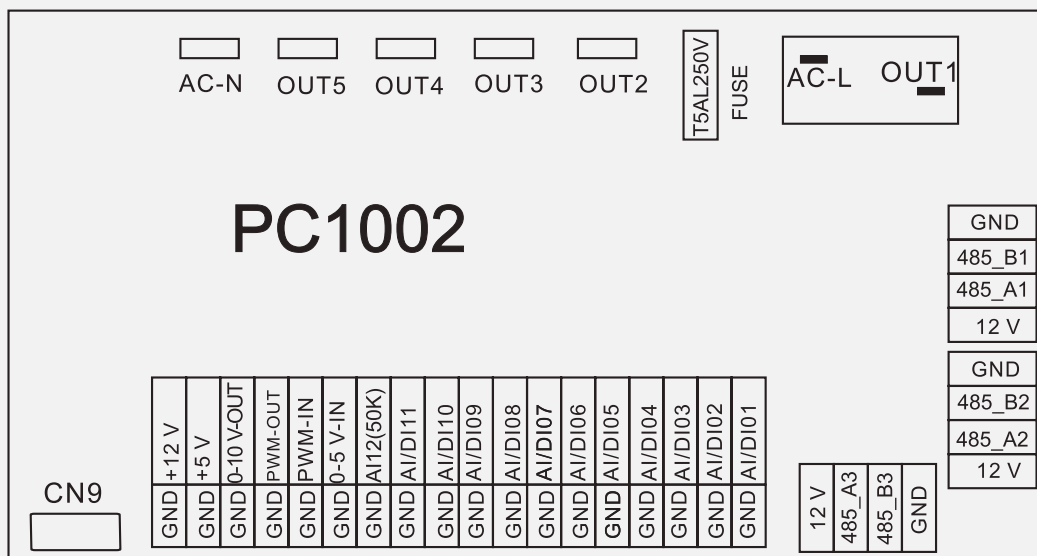 AC-N
OUT5
OUT4
OUT3
OUT2
T5AL250V
FUSE
AC-L
OUT1
PC1002
GND
485_B1
485_A1
12 V
GND
485_B2
485_A2
12 V
CN9
GND +12 V
GND +5 V
GND 0-10 V-OUT
GND PWM-OUT
GND PWM-IN
GND 0-5 V-IN
GND AI12(50K)
GND AI/DI11
GND AI/DI10
GND AI/DI09
GND AI/DI08
GND AI/DI07
GND AI/DI06
GND AI/DI05
GND AI/DI04
GND AI/DI03
GND AI/DI02
GND AI/DI01
12 V
485_A3
485_B3
GND